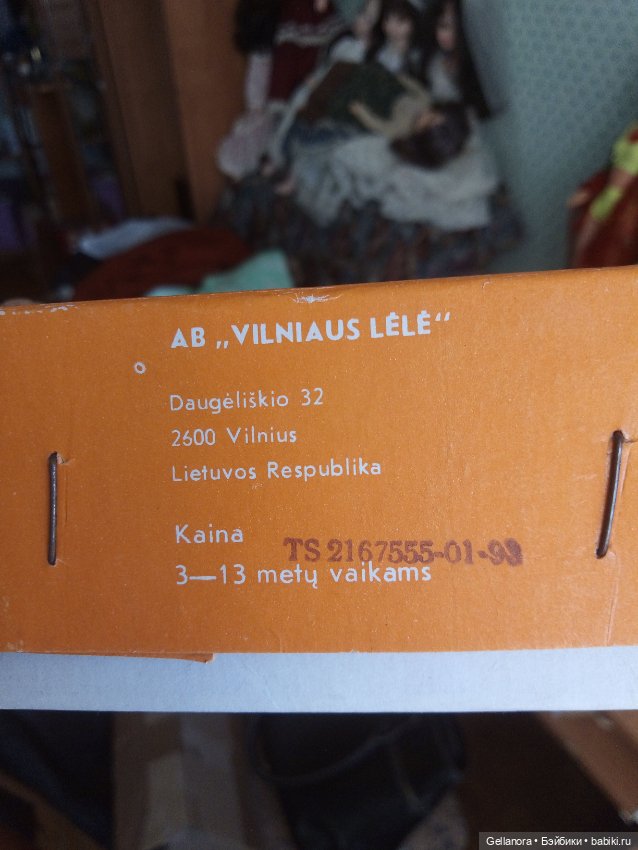 AB „VILNIAUS LĖLĖ“
Daugėliškio 32
2600 Vilnius
Lietuvos Respublika
Kaina
TS 2167555-01-93
3—13 metų vaikams
Gellanora • Бэйбики • babiki.ru